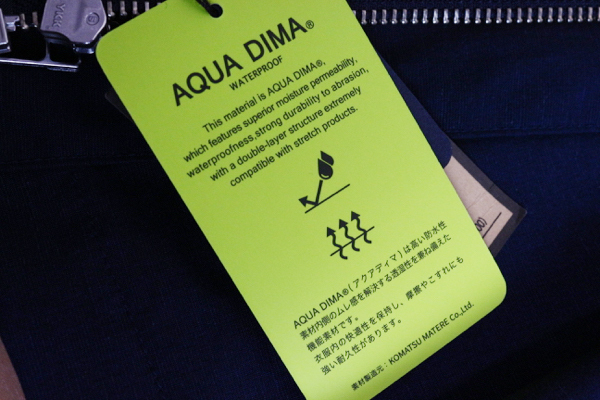 AQUA DIMA®
WATERPROOF
This material is AQUA DIMA®,
which features superior moisture permeability,
waterproofness,strong durability to abrasion,
with a double-layer structure extremely
compatible with stretch products.
AQUA DIMA®(アクアディマ)は高い防水性
素材内側のムレ感を解決する透湿性を兼ね備えた
機能素材です。
衣服内の快適性を保持し、摩擦やこすれにも
強い耐久性があります。
素材製造元：KOMATSU MATERE Co.,Ltd.